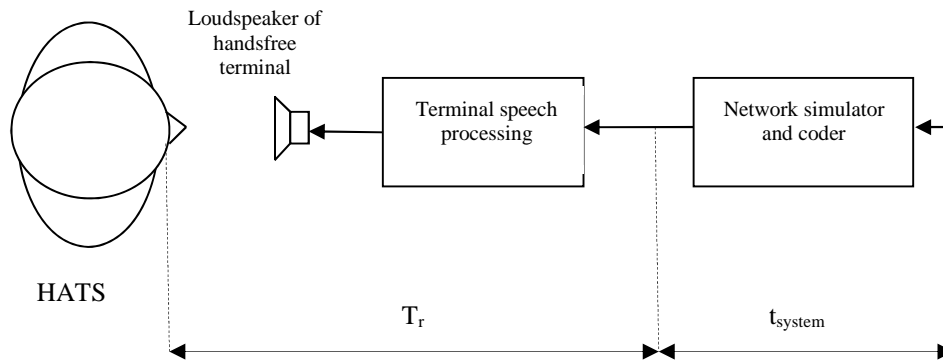 Loudspeaker of
handsfree
terminal
Terminal speech
processing
Network simulator
and coder
HATS
Tr
tsystem